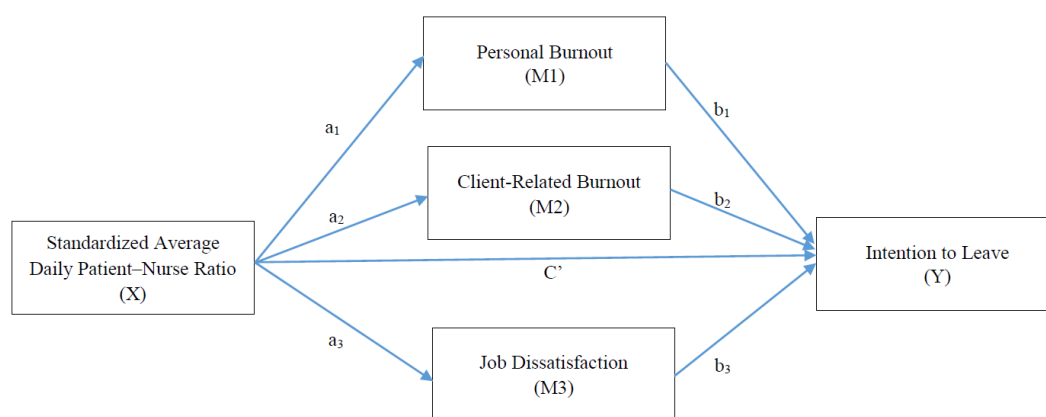 Personal Burnout
(M1)
a₁
b₁
Client-Related Burnout
(M2)
a₂
b₂
Standardized Average
Daily Patient–Nurse Ratio
(X)
C’
Intention to Leave
(Y)
a₃
Job Dissatisfaction
(M3)
b₃